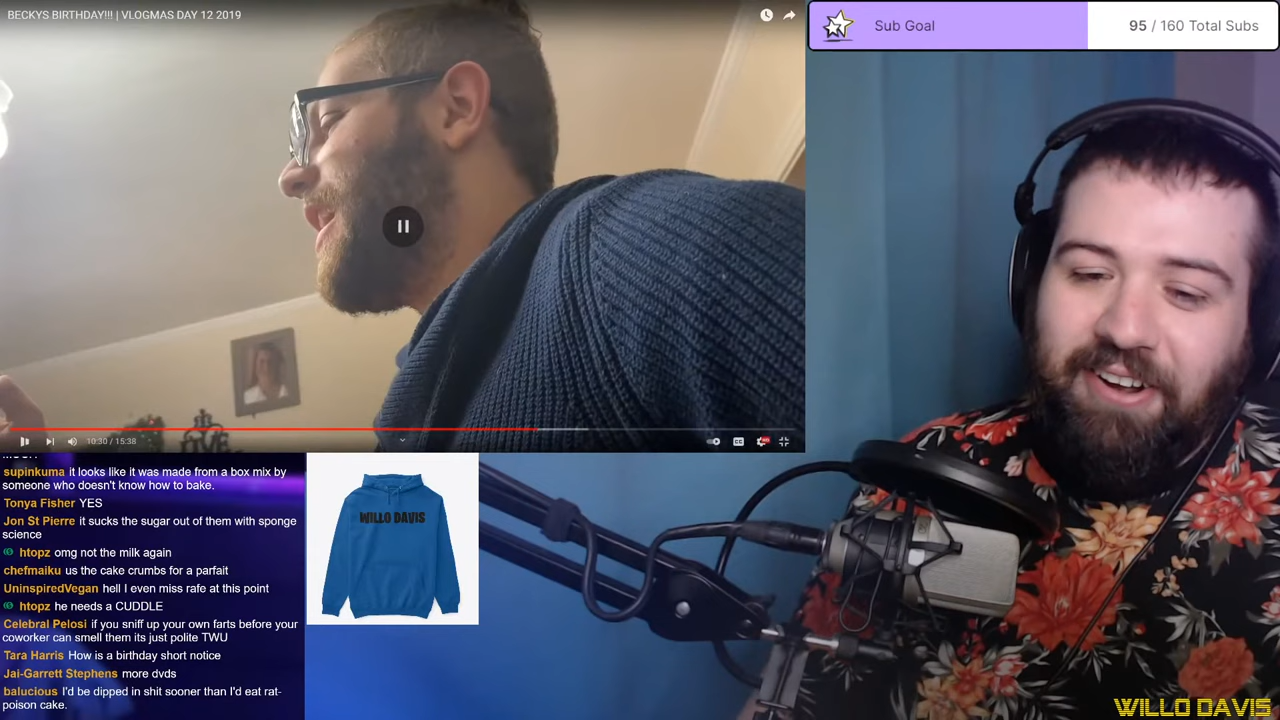 BECKYS BIRTHDAY!!! | VLOGMAS DAY 12 2019
Sub Goal
95 / 160 Total Subs
10:30 / 15:38
CC
supinkuma it looks like it was made from a box mix by
someone who doesn't know how to bake.
Tonya Fisher YES
Jon St Pierre it sucks the sugar out of them with sponge
science
htopz omg not the milk again
chefmaiku us the cake crumbs for a parfait
UninspiredVegan hell I even miss rafe at this point
htopz he needs a CUDDLE
Celebral Pelosi if you sniff up your own farts before your
coworker can smell them its just polite TWU
Tara Harris How is a birthday short notice
Jai-Garrett Stephens more dvds
balucious I'd be dipped in shit sooner than I'd eat rat-
poison cake.
WILLO DAVIS
WILLO DAVIS